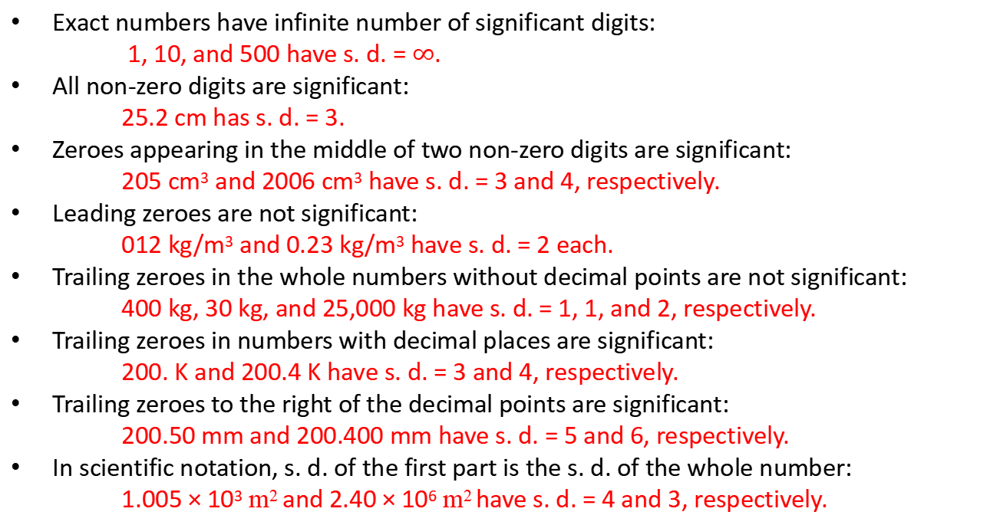 • Exact numbers have infinite number of significant digits:
1, 10, and 500 have s. d. = ∞.
• All non-zero digits are significant:
25.2 cm has s. d. = 3.
• Zeroes appearing in the middle of two non-zero digits are significant:
205 cm³ and 2006 cm³ have s. d. = 3 and 4, respectively.
• Leading zeroes are not significant:
012 kg/m³ and 0.23 kg/m³ have s. d. = 2 each.
• Trailing zeroes in the whole numbers without decimal points are not significant:
400 kg, 30 kg, and 25,000 kg have s. d. = 1, 1, and 2, respectively.
• Trailing zeroes in numbers with decimal places are significant:
200. K and 200.4 K have s. d. = 3 and 4, respectively.
• Trailing zeroes to the right of the decimal points are significant:
200.50 mm and 200.400 mm have s. d. = 5 and 6, respectively.
• In scientific notation, s. d. of the first part is the s. d. of the whole number:
1.005 × 10³ m² and 2.40 × 10⁶ m² have s. d. = 4 and 3, respectively.